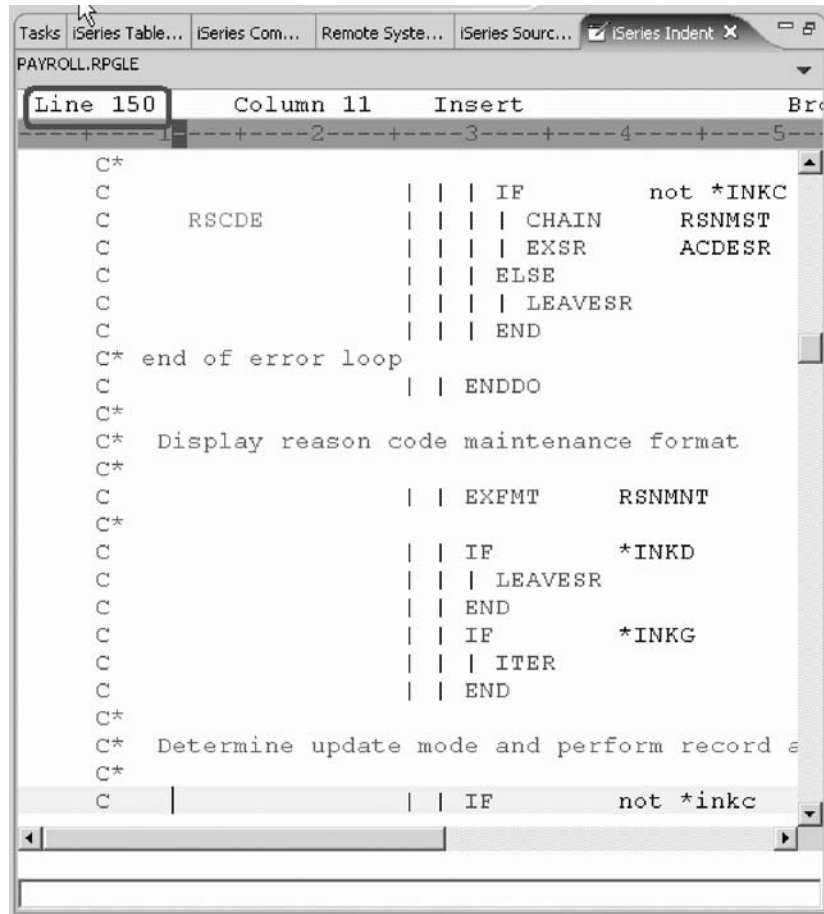 Tasks iSeries Table... iSeries Com... Remote Syste... iSeries Sourc... iSeries Indent
PAYROLL.RPGLE
Line 150 Column 11 Insert Bro
----+----1----+----2----+----3----+----4----+----5---
C*
C | | | IF not *INKC
C RSCDE | | | | CHAIN RSNMST
C | | | | EXSR ACDESR
C | | | ELSE
C | | | | LEAVESR
C | | | END
C* end of error loop
C | | ENDDO
C*
C* Display reason code maintenance format
C*
C | | EXFMT RSNMNT
C*
C | | IF *INKD
C | | | LEAVESR
C | | END
C | | IF *INKG
C | | | ITER
C | | END
C*
C* Determine update mode and perform record a
C*
C | | IF not *inkc